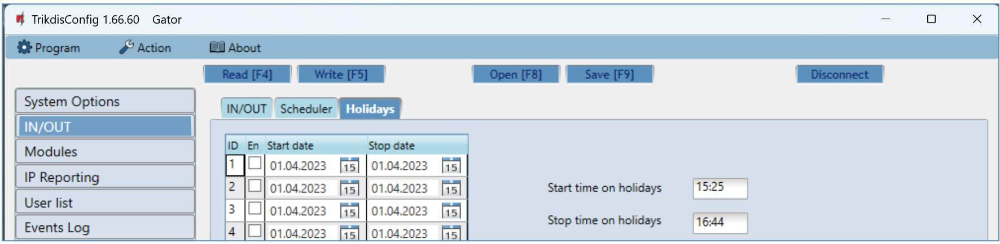 TrikdisConfig 1.66.60 Gator
Program Action About
Read [F4] Write [F5] Open [F8] Save [F9] Disconnect
System Options
IN/OUT
Modules
IP Reporting
User list
Events Log
IN/OUT Scheduler Holidays
ID En Start date Stop date
1 01.04.2023 15 01.04.2023 15
2 01.04.2023 15 01.04.2023 15
3 01.04.2023 15 01.04.2023 15
4 01.04.2023 15 01.04.2023 15
Start time on holidays 15:25
Stop time on holidays 16:44